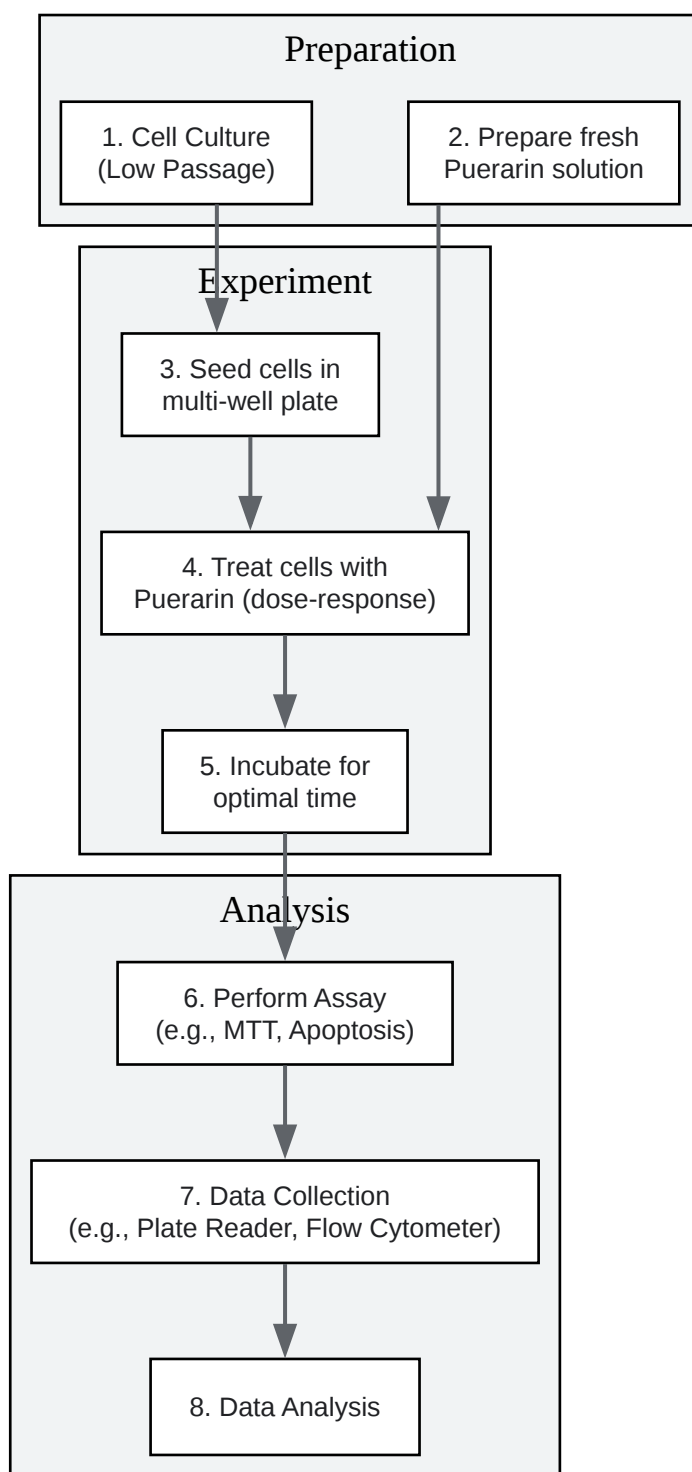 Preparation
1. Cell Culture
(Low Passage)
2. Prepare fresh
Puerarin solution
Experiment
3. Seed cells in
multi-well plate
4. Treat cells with
Puerarin (dose-response)
5. Incubate for
optimal time
Analysis
6. Perform Assay
(e.g., MTT, Apoptosis)
7. Data Collection
(e.g., Plate Reader, Flow Cytometer)
8. Data Analysis